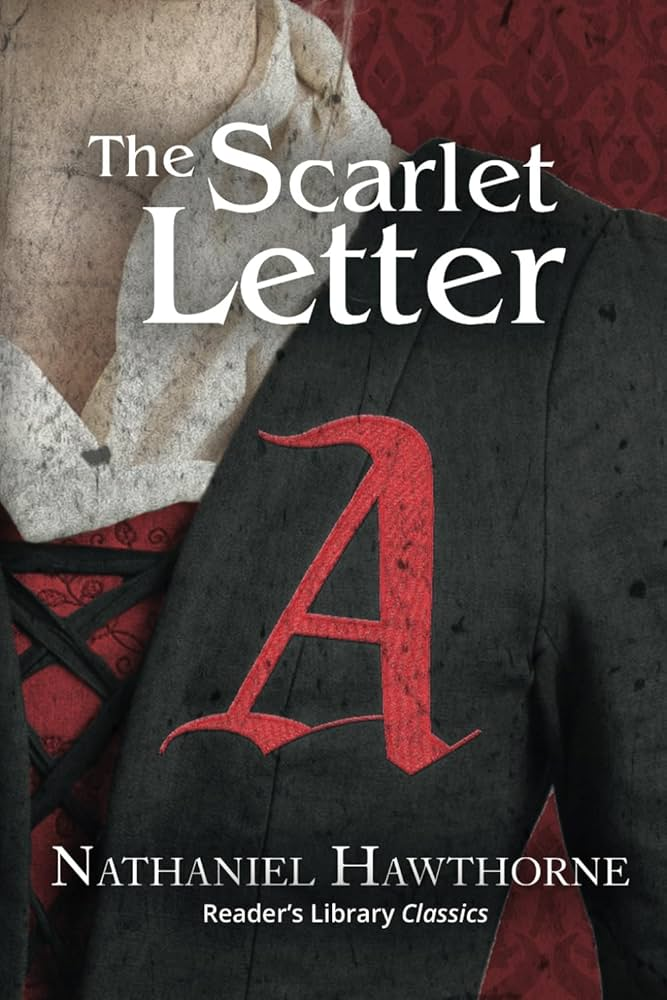 The Scarlet
Letter
A
NATHANIEL HAWTHORNE
Reader's Library Classics